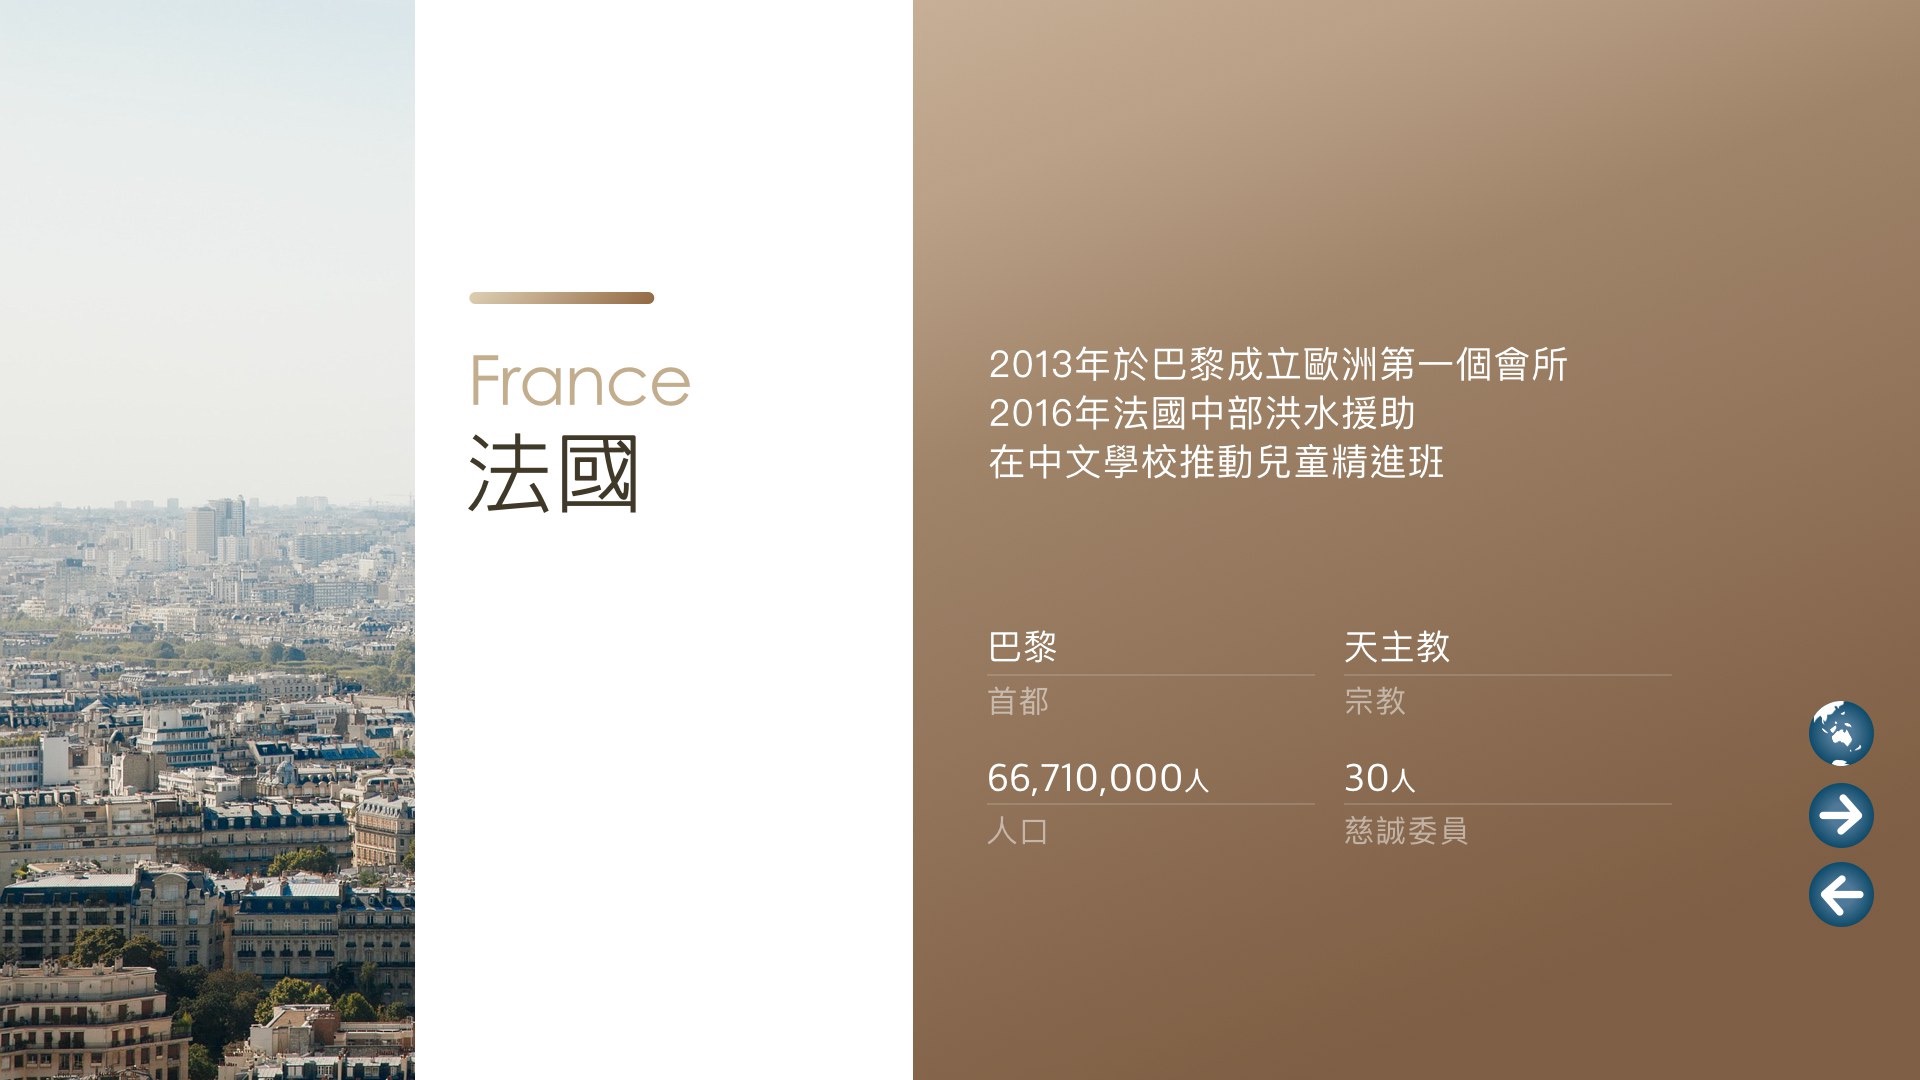 France
法國
2013年於巴黎成立歐洲第一個會所
2016年法國中部洪水援助
在中文學校推動兒童精進班
巴黎
首都
天主教
宗教
66,710,000人
人口
30人
慈誠委員